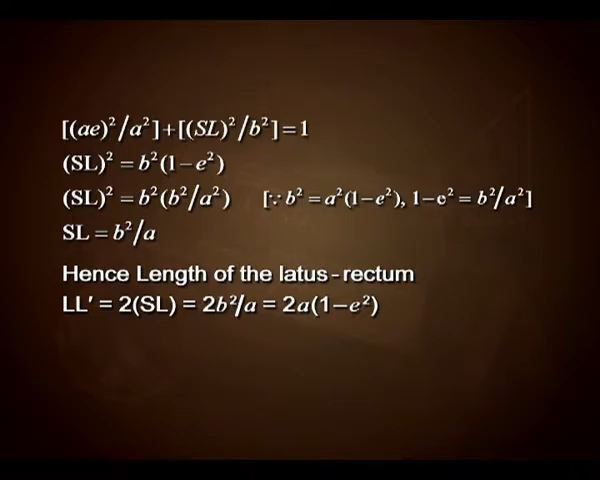 [(ae)²/a²]+[(SL)²/b²]=1
(SL)² = b²(1−e²)
(SL)² = b²(b²/a²) [∵ b² = a²(1−e²), 1−e² = b²/a²]
SL = b²/a
Hence Length of the latus-rectum
LL′ = 2(SL) = 2b²/a = 2a(1−e²)